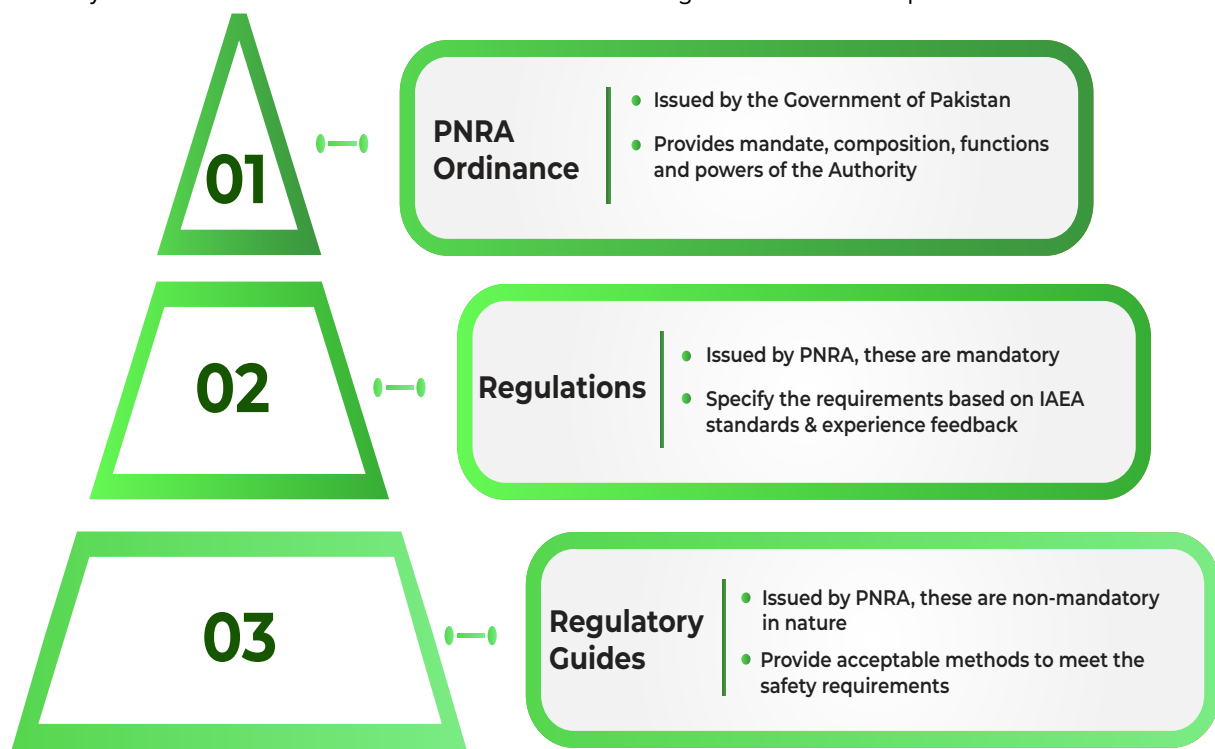 01
PNRA
Ordinance
Issued by the Government of Pakistan
Provides mandate, composition, functions
and powers of the Authority
02
Regulations
Issued by PNRA, these are mandatory
Specify the requirements based on IAEA
standards & experience feedback
03
Regulatory
Guides
Issued by PNRA, these are non-mandatory
in nature
Provide acceptable methods to meet the
safety requirements